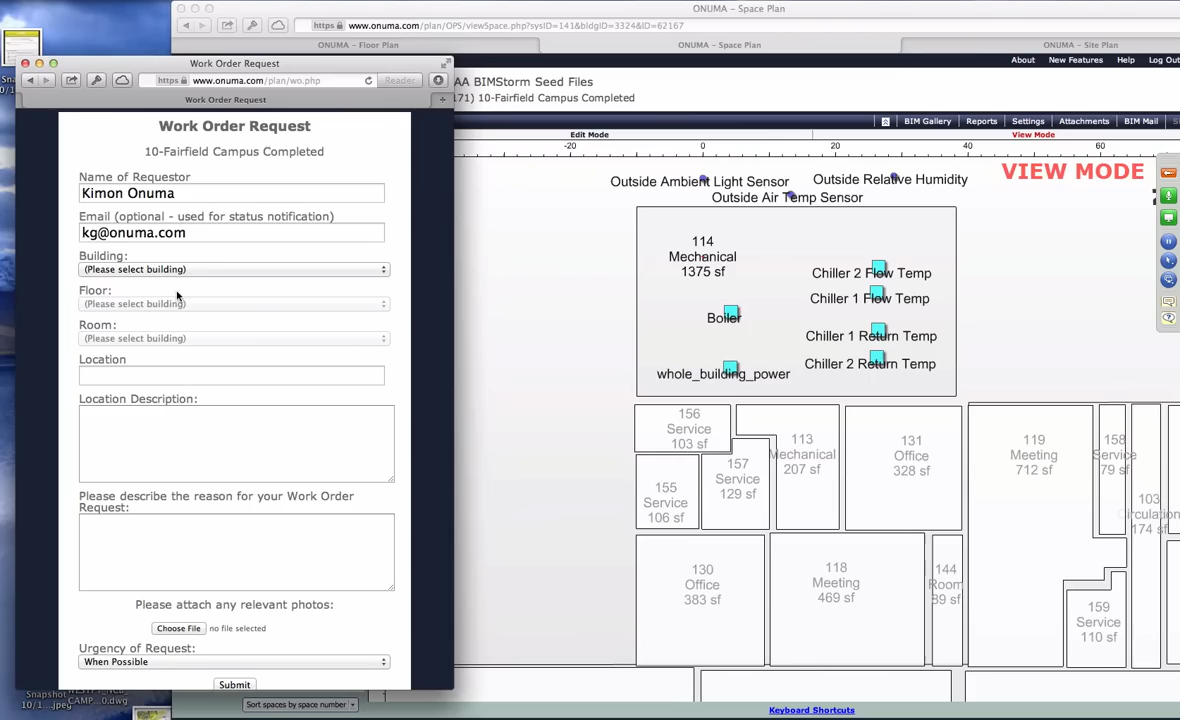 ONUMA - Space Plan
https www.onuma.com/plan/OPS/viewSpace.php?sysID=141&bldgID=3324&ID=62167
ONUMA - Floor Plan
ONUMA - Space Plan
ONUMA - Site Plan
About New Features Help Log Out
AA BIMStorm Seed Files
171) 10-Fairfield Campus Completed
BIM Gallery Reports Settings Attachments BIM Mail
Edit Mode
View Mode
-20 0 20 40 60
VIEW MODE
Outside Ambient Light Sensor
Outside Relative Humidity
Outside Air Temp Sensor
114
Mechanical
1375 sf
Boiler
whole_building_power
Chiller 2 Flow Temp
Chiller 1 Flow Temp
Chiller 1 Return Temp
Chiller 2 Return Temp
156
Service
103 sf
155
Service
106 sf
157
Service
129 sf
113
Mechanical
207 sf
131
Office
328 sf
119
Meeting
712 sf
158
Service
79 sf
103
174 sf
130
Office
383 sf
118
Meeting
469 sf
144
Room
89 sf
159
Service
110 sf
Sort spaces by space number
Keyboard Shortcuts
Work Order Request
https www.onuma.com/plan/wo.php
Reader
Work Order Request
Work Order Request
10-Fairfield Campus Completed
Name of Requestor
Kimon Onuma
Email (optional - used for status notification)
kg@onuma.com
Building:
(Please select building)
Floor:
(Please select building)
Room:
(Please select building)
Location
Location Description:
Please describe the reason for your Work Order
Request:
Please attach any relevant photos:
Choose File no file selected
Urgency of Request:
When Possible
Submit
Snapshot
10/1...jpeg
CAMP...0.dwg